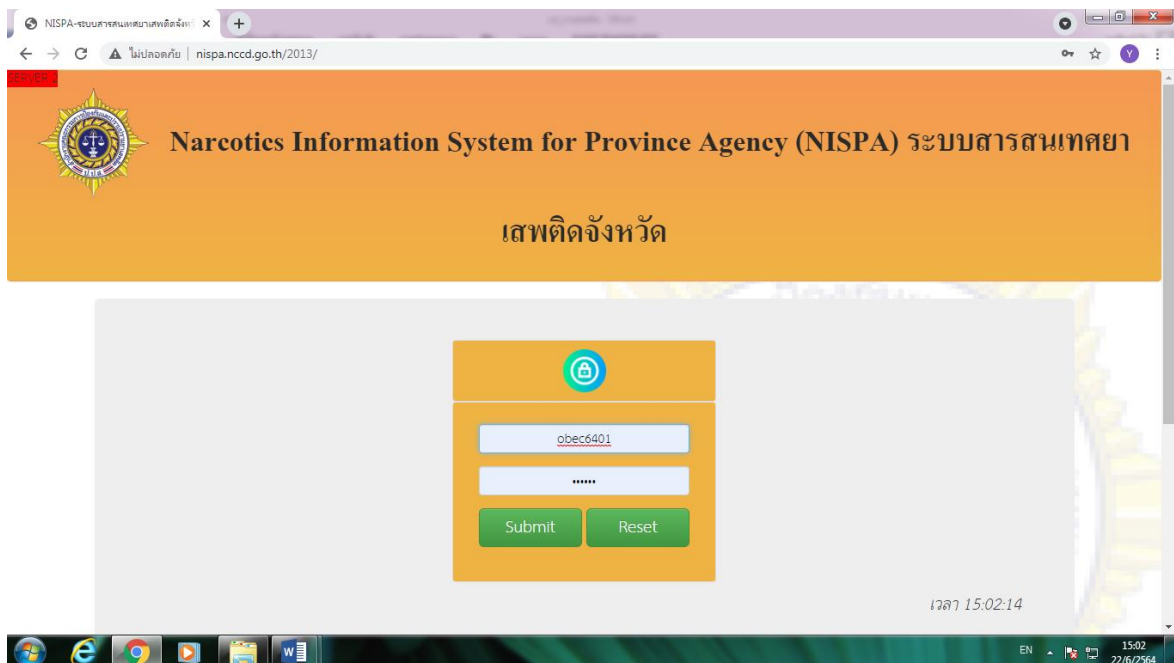 NISPA-ระบบสารสนเทศยาเสพติดจังห
ไม่ปลอดภัย | nispa.nccd.go.th/2013/
Y
SERVER 2
Narcotics Information System for Province Agency (NISPA) ระบบสารสนเทศยา
เสพติดจังหวัด
ป.ป.ส.
obec6401
••••••
Submit Reset
เวลา 15:02:14
EN 15:02
22/6/2564